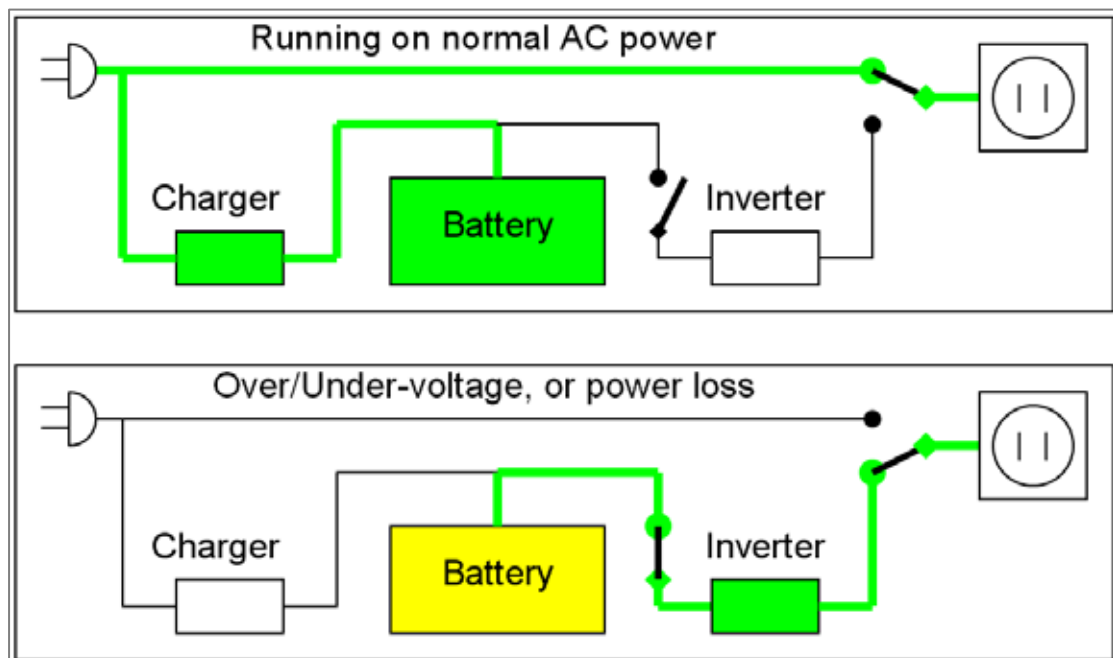 Running on normal AC power
Charger
Battery
Inverter
Over/Under-voltage, or power loss
Charger
Battery
Inverter